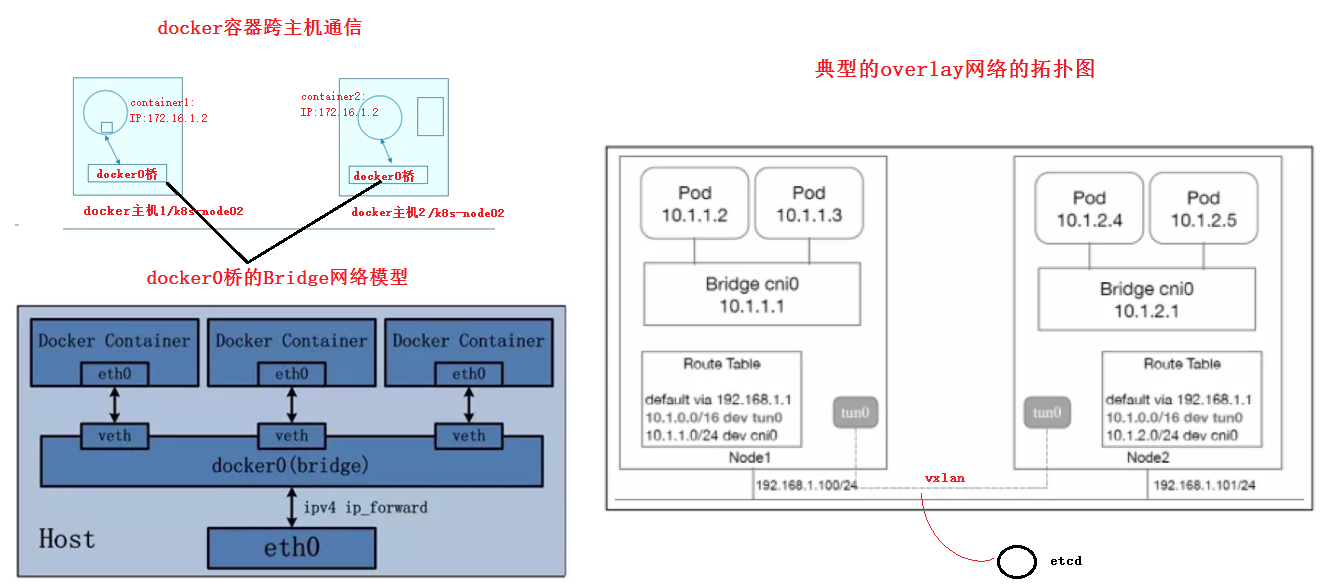 docker容器跨主机通信
container1:
IP:172.16.1.2
docker0桥
docker主机1/k8s-node02
container2:
IP:172.16.1.2
docker0桥
docker主机2/k8s-node02
docker0桥的Bridge网络模型
Docker Container
Docker Container
Docker Container
eth0
eth0
eth0
veth
veth
veth
docker0(bridge)
ipv4 ip_forward
Host
eth0
典型的overlay网络的拓扑图
Pod
10.1.1.2
Pod
10.1.1.3
Bridge cni0
10.1.1.1
Route Table
default via 192.168.1.1
10.1.0.0/16 dev tun0
10.1.1.0/24 dev cni0
tun0
Node1
192.168.1.100/24
Pod
10.1.2.4
Pod
10.1.2.5
Bridge cni0
10.1.2.1
tun0
Route Table
default via 192.168.1.1
10.1.0.0/16 dev tun0
10.1.2.0/24 dev cni0
Node2
192.168.1.101/24
vxlan
etcd